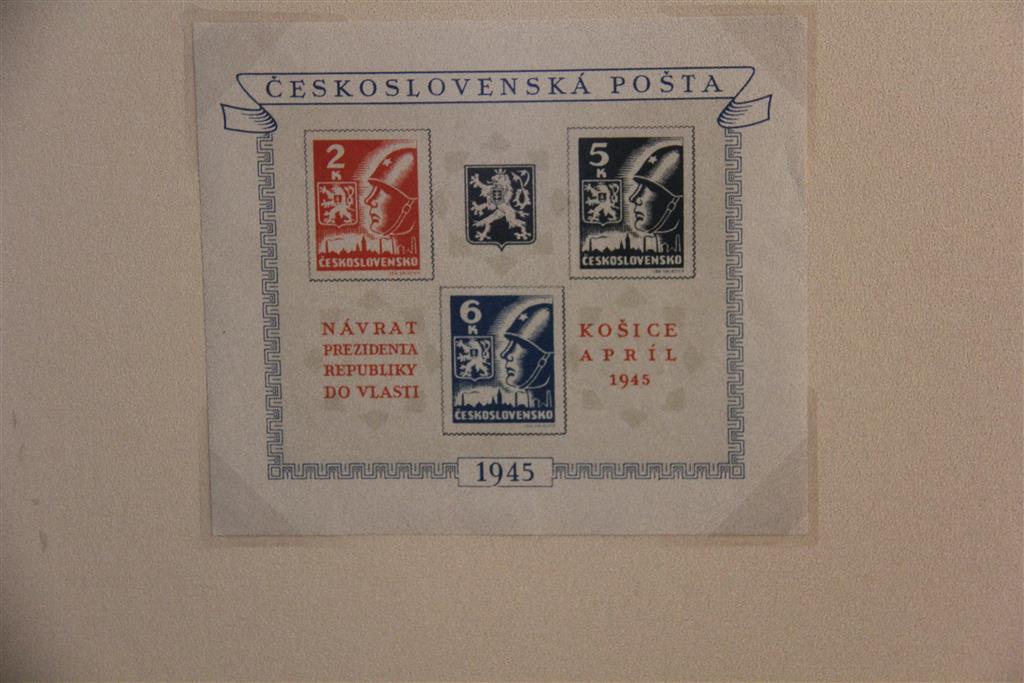 ČESKOSLOVENSKÁ POŠTA
2
K
ČESKOSLOVENSKO
5
K
ČESKOSLOVENSKO
NÁVRAT
PREZIDENTA
REPUBLIKY
DO VLASTI
6
K
ČESKOSLOVENSKO
KOŠICE
APRÍL
1945
1945